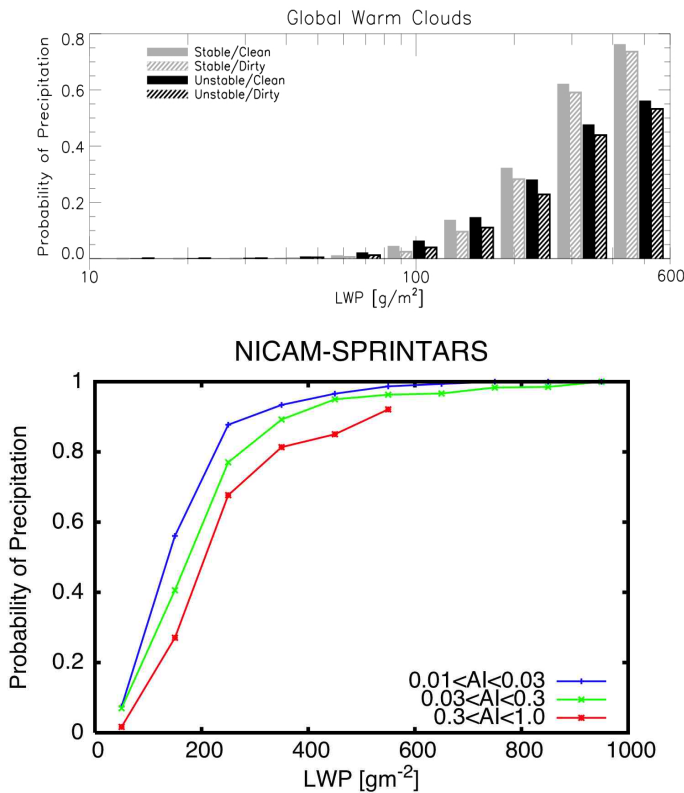 Global Warm Clouds
Probability of Precipitation
0.8
0.6
0.4
0.2
0.0
Stable/Clean
Stable/Dirty
Unstable/Clean
Unstable/Dirty
10
100
600
LWP [g/m²]
NICAM-SPRINTARS
Probability of Precipitation
1
0.8
0.6
0.4
0.2
0
0.01<AI<0.03
0.03<AI<0.3
0.3<AI<1.0
0
200
400
600
800
1000
LWP [gm⁻²]